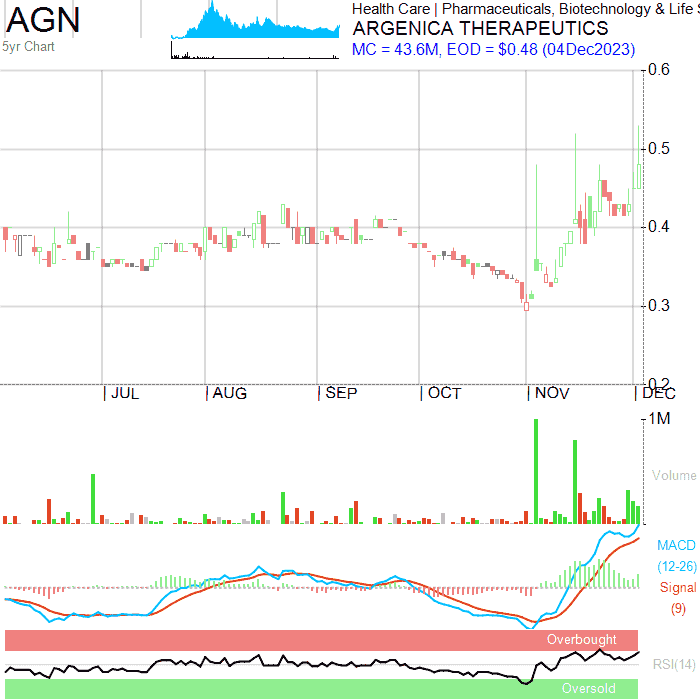 AGN
5yr Chart
Health Care | Pharmaceuticals, Biotechnology & Life S
ARGENICA THERAPEUTICS
MC = 43.6M, EOD = $0.48 (04Dec2023)
0.6
0.5
0.4
0.3
0.2
JUL AUG SEP OCT NOV DEC
1M
Volume
MACD
(12-26)
Signal
(9)
Overbought
RSI(14)
Oversold